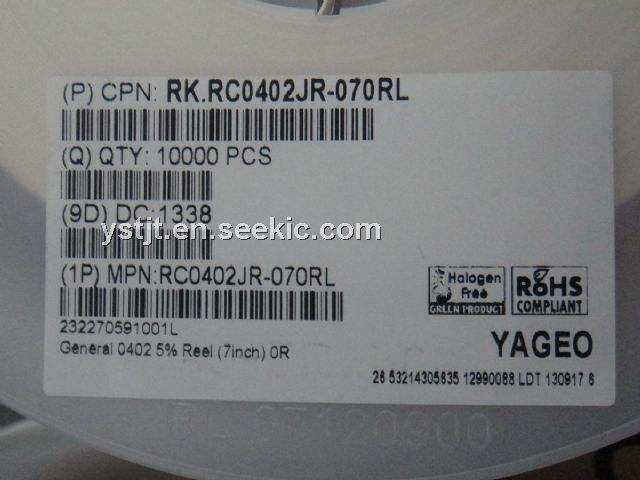 (P) CPN: RK.RC0402JR-070RL
(Q) QTY: 10000 PCS
(9D) DC:1338
ystjt.en.seekic.com
(1P) MPN:RC0402JR-070RL
232270591001L
General 0402 5% Reel (7inch) 0R
Halogen
Free
GREEN PRODUCT
RoHS
COMPLIANT
YAGEO
26 53214305835 12990088 LDT 130917 6
07120900